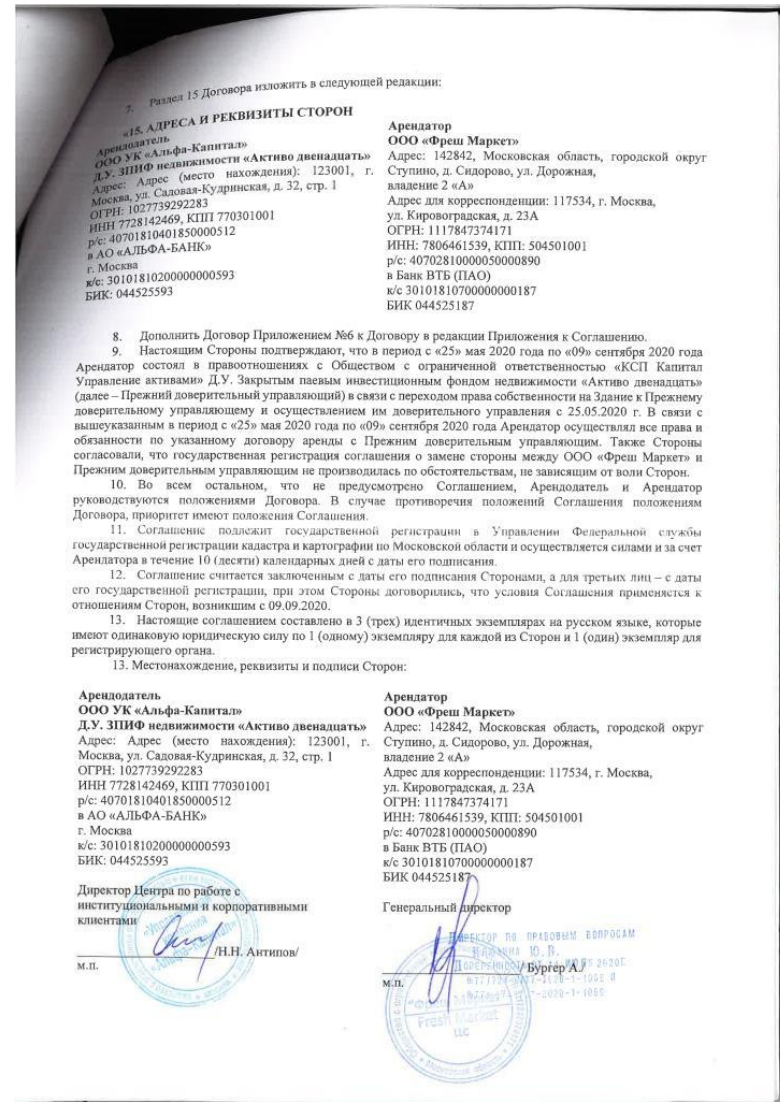 7. Раздел 15 Договора изложить в следующей редакции:
«15. АДРЕСА И РЕКВИЗИТЫ СТОРОН
Арендодатель
ООО УК «Альфа-Капитал»
Д.У. ЗПИФ недвижимости «Активо двенадцать»
Адрес: Адрес (место нахождения): 123001, г.
Москва, ул. Садовая-Кудринская, д. 32, стр. 1
ОГРН: 1027739292283
ИНН 7728142469, КПП 770301001
р/с: 40701810401850000512
в АО «АЛЬФА-БАНК»
г. Москва
к/с: 30101810200000000593
БИК: 044525593
Арендатор
ООО «Фреш Маркет»
Адрес: 142842, Московская область, городской округ
Ступино, д. Сидорово, ул. Дорожная,
владение 2 «А»
Адрес для корреспонденции: 117534, г. Москва,
ул. Кировоградская, д. 23А
ОГРН: 1117847374171
ИНН: 7806461539, КПП: 504501001
р/с: 40702810000050000890
в Банк ВТБ (ПАО)
к/с 30101810700000000187
БИК 044525187
8. Дополнить Договор Приложением №6 к Договору в редакции Приложения к Соглашению.
9. Настоящим Стороны подтверждают, что в период с «25» мая 2020 года по «09» сентября 2020 года
Арендатор состоял в правоотношениях с Обществом с ограниченной ответственностью «КСП Капитал
Управление активами» Д.У. Закрытым паевым инвестиционным фондом недвижимости «Активо двенадцать»
(далее – Прежний доверительный управляющий) в связи с переходом права собственности на Здание к Прежнему
доверительному управляющему и осуществлением им доверительного управления с 25.05.2020 г. В связи с
вышеуказанным в период с «25» мая 2020 года по «09» сентября 2020 года Арендатор осуществлял все права и
обязанности по указанному договору аренды с Прежним доверительным управляющим. Также Стороны
согласовали, что государственная регистрация соглашения о замене стороны между ООО «Фреш Маркет» и
Прежним доверительным управляющим не производилась по обстоятельствам, не зависящим от воли Сторон.
10. Во всем остальном, что не предусмотрено Соглашением, Арендодатель и Арендатор
руководствуются положениями Договора. В случае противоречия положений Соглашения положениям
Договора, приоритет имеют положения Соглашения.
11. Соглашение подлежит государственной регистрации в Управлении Федеральной службы
государственной регистрации кадастра и картографии по Московской области и осуществляется силами и за счет
Арендатора в течение 10 (десяти) календарных дней с даты его подписания.
12. Соглашение считается заключенным с даты его подписания Сторонами, а для третьих лиц – с даты
его государственной регистрации, при этом Стороны договорились, что условия Соглашения применяется к
отношениям Сторон, возникшим с 09.09.2020.
13. Настоящие соглашением составлено в 3 (трех) идентичных экземплярах на русском языке, которые
имеют одинаковую юридическую силу по 1 (одному) экземпляру для каждой из Сторон и 1 (один) экземпляр для
регистрирующего органа.
13. Местонахождение, реквизиты и подписи Сторон:
Арендодатель
ООО УК «Альфа-Капитал»
Д.У. ЗПИФ недвижимости «Активо двенадцать»
Адрес: Адрес (место нахождения): 123001, г.
Москва, ул. Садовая-Кудринская, д. 32, стр. 1
ОГРН: 1027739292283
ИНН 7728142469, КПП 770301001
р/с: 40701810401850000512
в АО «АЛЬФА-БАНК»
г. Москва
к/с: 30101810200000000593
БИК: 044525593
Директор Центра по работе с
институциональными и корпоративными
клиентами
/Н.Н. Антипов/
м.п.
Арендатор
ООО «Фреш Маркет»
Адрес: 142842, Московская область, городской округ
Ступино, д. Сидорово, ул. Дорожная,
владение 2 «А»
Адрес для корреспонденции: 117534, г. Москва,
ул. Кировоградская, д. 23А
ОГРН: 1117847374171
ИНН: 7806461539, КПП: 504501001
р/с: 40702810000050000890
в Банк ВТБ (ПАО)
к/с 30101810700000000187
БИК 044525187
Генеральный директор
Директор по правовым вопросам
Ю.В.
/ Бургер А./
м.п.
Fresh Market
LLC